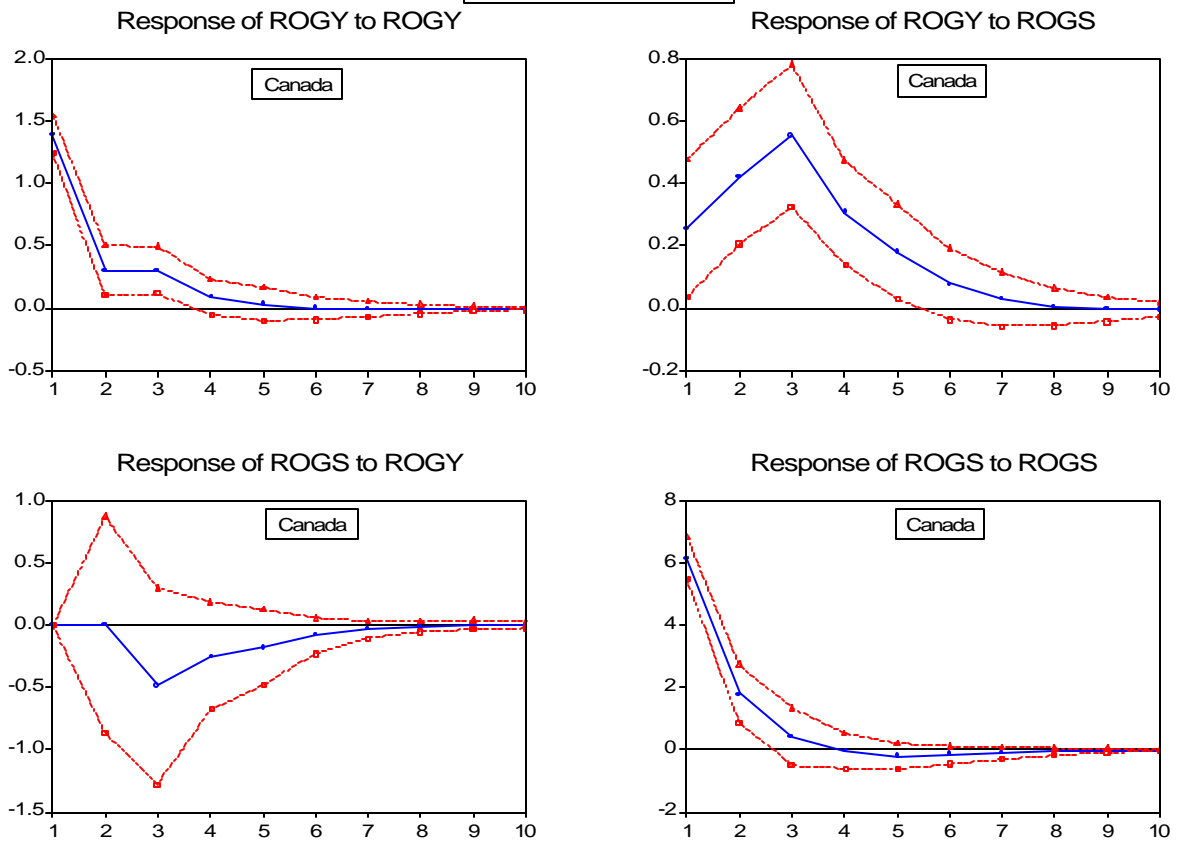 Response of ROGY to ROGY
2.0
1.5
1.0
0.5
0.0
-0.5
Canada
1 2 3 4 5 6 7 8 9 10
Response of ROGY to ROGS
0.8
0.6
0.4
0.2
0.0
-0.2
Canada
1 2 3 4 5 6 7 8 9 10
Response of ROGS to ROGY
1.0
0.5
0.0
-0.5
-1.0
-1.5
Canada
1 2 3 4 5 6 7 8 9 10
Response of ROGS to ROGS
8
6
4
2
0
-2
Canada
1 2 3 4 5 6 7 8 9 10